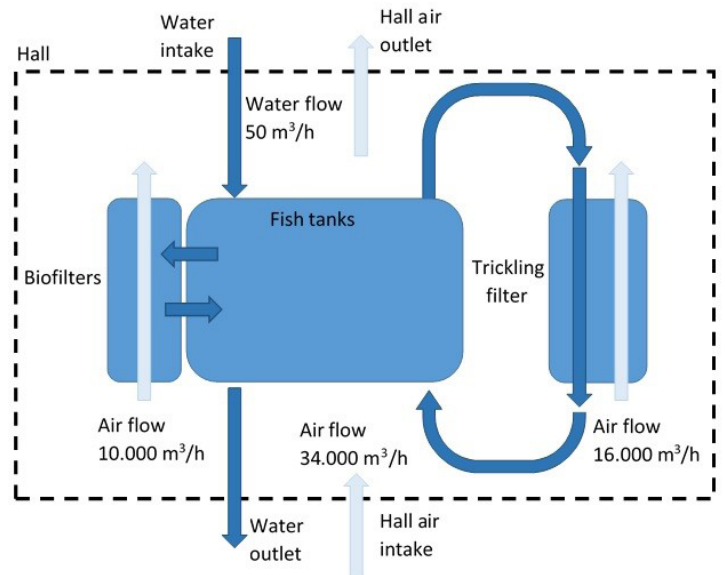 Water
intake
Hall air
outlet
Hall
Water flow
50 m³/h
Fish tanks
Biofilters
Trickling
filter
Air flow
10.000 m³/h
Air flow
34.000 m³/h
Air flow
16.000 m³/h
Water
outlet
Hall air
intake